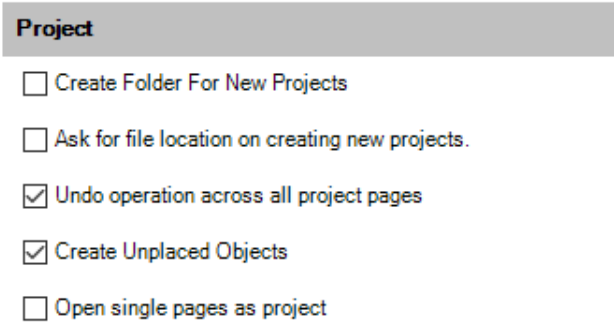 Project
Create Folder For New Projects
Ask for file location on creating new projects.
Undo operation across all project pages
Create Unplaced Objects
Open single pages as project